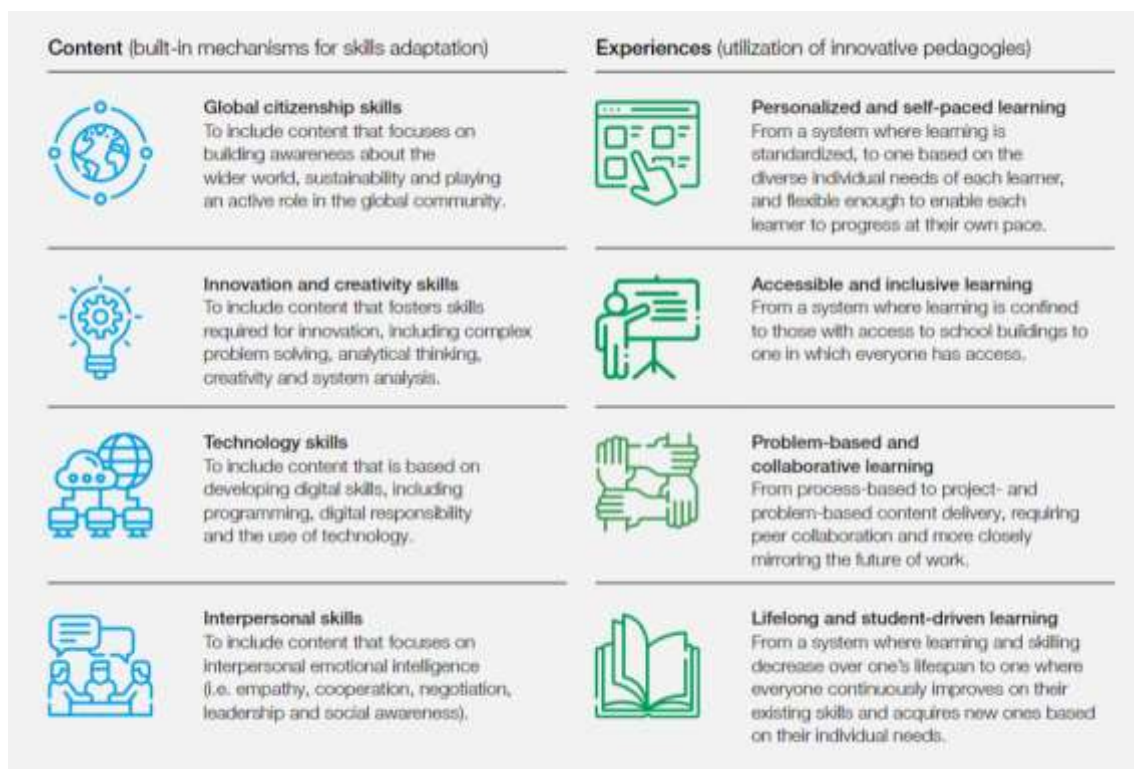 Content (built-in mechanisms for skills adaptation)
Global citizenship skills
To include content that focuses on
building awareness about the
wider world, sustainability and playing
an active role in the global community.
Innovation and creativity skills
To include content that fosters skills
required for innovation, including complex
problem solving, analytical thinking,
creativity and system analysis.
Technology skills
To include content that is based on
developing digital skills, including
programming, digital responsibility
and the use of technology.
Interpersonal skills
To include content that focuses on
interpersonal emotional intelligence
(i.e. empathy, cooperation, negotiation,
leadership and social awareness).
Experiences (utilization of innovative pedagogies)
Personalized and self-paced learning
From a system where learning is
standardized, to one based on the
diverse individual needs of each learner,
and flexible enough to enable each
learner to progress at their own pace.
Accessible and inclusive learning
From a system where learning is confined
to those with access to school buildings to
one in which everyone has access.
Problem-based and
collaborative learning
From process-based to project- and
problem-based content delivery, requiring
peer collaboration and more closely
mirroring the future of work.
Lifelong and student-driven learning
From a system where learning and skilling
decrease over one's lifespan to one where
everyone continuously improves on their
existing skills and acquires new ones based
on their individual needs.